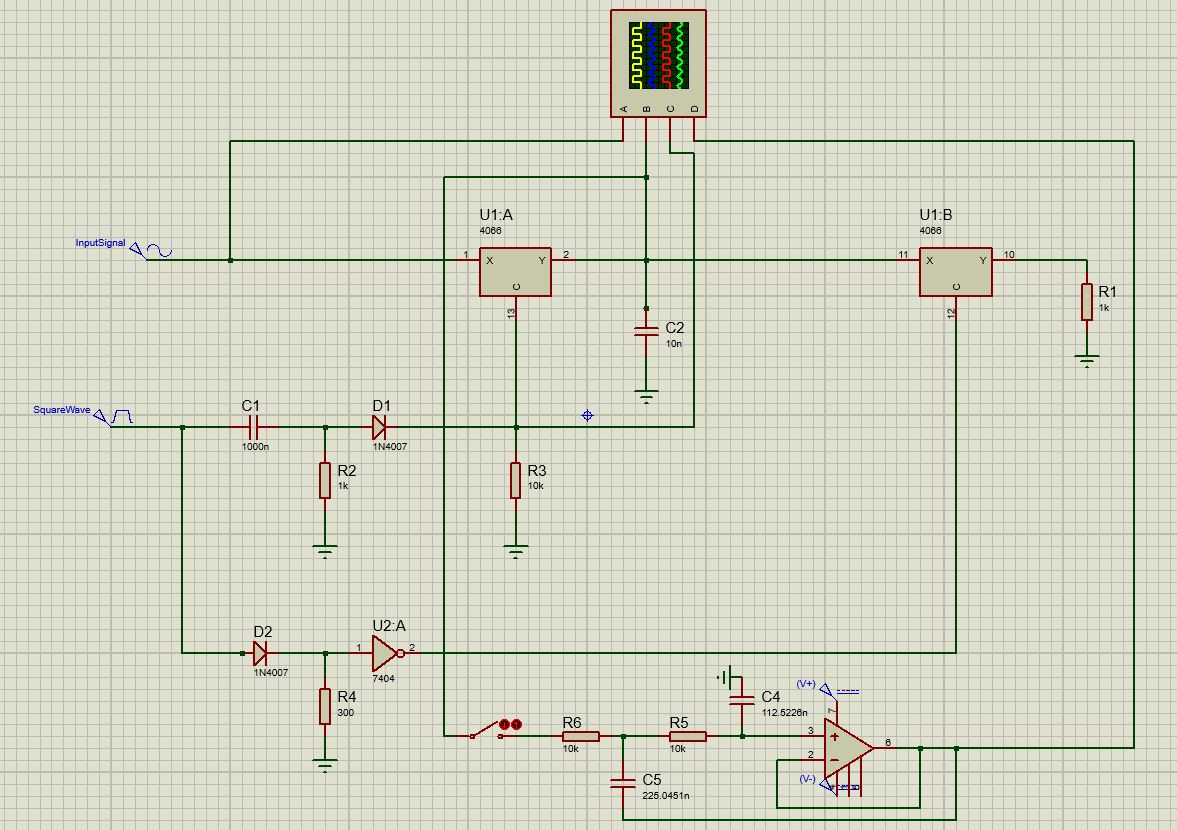 A B C D
U1:A
4066
U1:B
4066
InputSignal
1 X Y 2
C
13
11 X Y 10
C
12
R1
1k
C2
10n
SquareWave
C1
1000n
D1
1N4007
R2
1k
R3
10k
D2
1N4007
U2:A
1 2
7404
R4
300
R6
10k
R5
10k
C4
112.5226n
(V+)
7
3
2
6
(V-)
C5
225.0451n